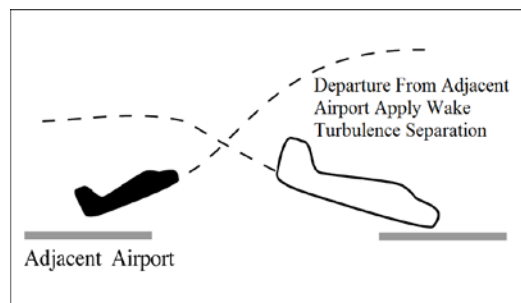 Departure From Adjacent
Airport Apply Wake
Turbulence Separation
Adjacent Airport